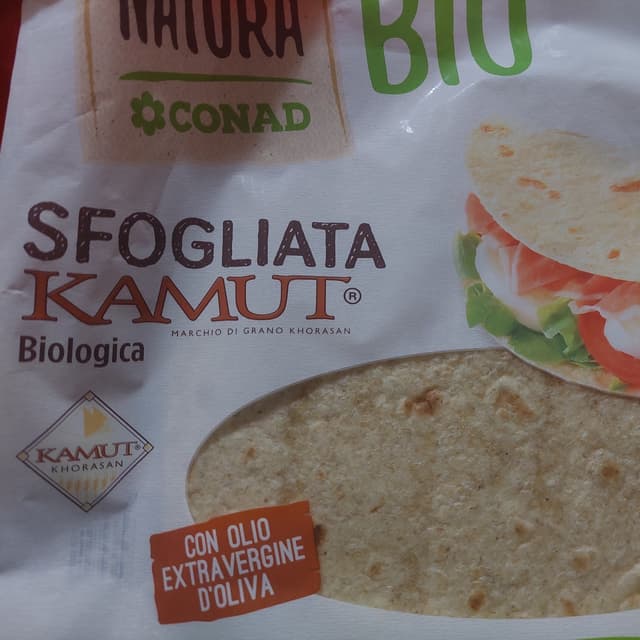 NATURA
BIO
CONAD
SFOGLIATA
KAMUT®
MARCHIO DI GRANO KHORASAN
Biologica
KAMUT®
KHORASAN
CON OLIO
EXTRAVERGINE
D'OLIVA